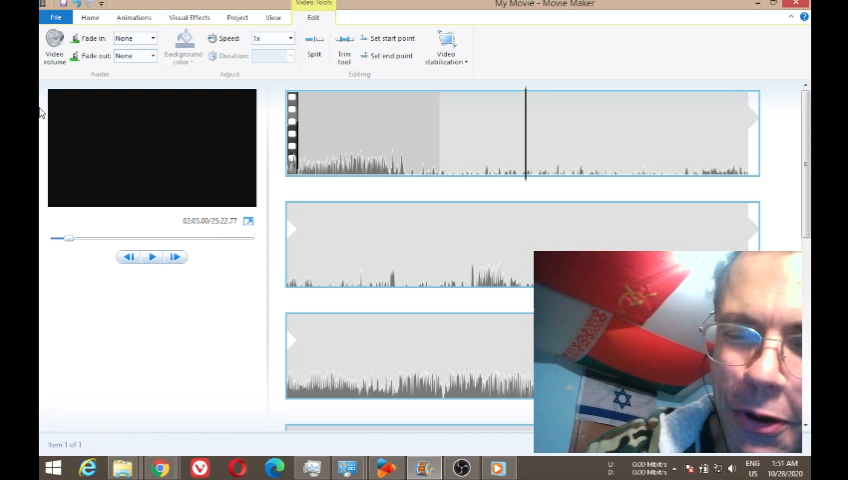 My Movie - Movie Maker
Video Tools
File Home Animations Visual Effects Project View Edit
Fade in: None
Fade out: None
Video volume
Audio
Background color
Speed: 1x
Duration:
Adjust
Split
Trim tool
Set start point
Set end point
Editing
Video stabilization
02:05.00/25:22.77
Item 1 of 1
U: 0.00 Mbit/s
D: 0.00 Mbit/s
ENG
US
1:51 AM
10/28/2020